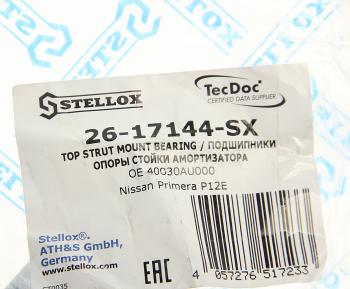 STELLOX
TecDoc
CERTIFIED DATA SUPPLIER
26-17144-SX
TOP STRUT MOUNT BEARING / ПОДШИПНИКИ
ОПОРЫ СТОЙКИ АМОРТИЗАТОРА
OE 40030AU000
Nissan Primera P12E
Stellox®
ATH&S GmbH,
Germany
www.stellox.com
EAC
4 057276 517233